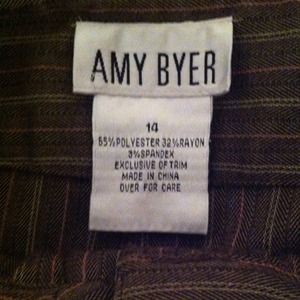 AMY BYER
14
65%POLYESTER 32%RAYON
3%SPANDEX
EXCLUSIVE OF TRIM
MADE IN CHINA
OVER FOR CARE